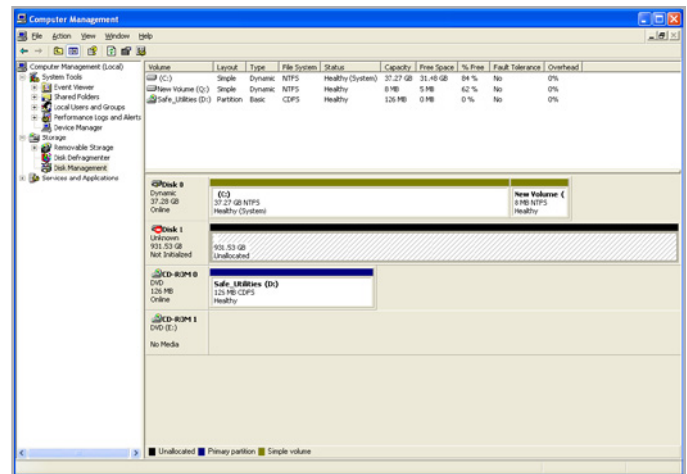 Computer Management
File Action View Window Help
Computer Management (Local)
System Tools
Event Viewer
Shared Folders
Local Users and Groups
Performance Logs and Alerts
Device Manager
Storage
Removable Storage
Disk Defragmenter
Disk Management
Services and Applications
Volume Layout Type File System Status Capacity Free Space % Free Fault Tolerance Overhead
(C:) Simple Dynamic NTFS Healthy (System) 37.27 GB 31.48 GB 84 % No 0%
New Volume (Q:) Simple Dynamic NTFS Healthy 8 MB 5 MB 62 % No 0%
Safe_Utilities (D:) Partition Basic CDFS Healthy 126 MB 0 MB 0 % No 0%
Disk 0
Dynamic
37.28 GB
Online
(C:)
37.27 GB NTFS
Healthy (System)
New Volume (
8 MB NTFS
Healthy
Disk 1
Unknown
931.53 GB
Not Initialized
931.53 GB
Unallocated
CD-ROM 0
DVD
126 MB
Online
Safe_Utilities (D:)
126 MB CDFS
Healthy
CD-ROM 1
DVD (E:)
No Media
Unallocated Primary partition Simple volume